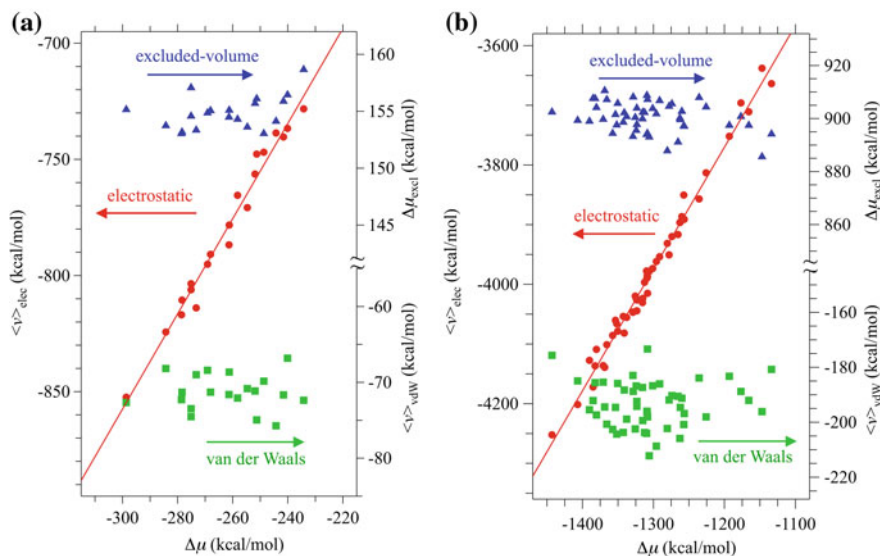 (a)
-700
-750
-800
-850
<v>elec (kcal/mol)
excluded-volume
electrostatic
van der Waals
160
155
150
145
-60
-70
-80
Δμexcl (kcal/mol)
<v>vdW (kcal/mol)
-300
-280
-260
-240
-220
Δμ (kcal/mol)
(b)
-3600
-3800
-4000
-4200
<v>elec (kcal/mol)
excluded-volume
electrostatic
van der Waals
920
900
880
860
-160
-180
-200
-220
Δμexcl (kcal/mol)
<v>vdW (kcal/mol)
-1400
-1300
-1200
-1100
Δμ (kcal/mol)